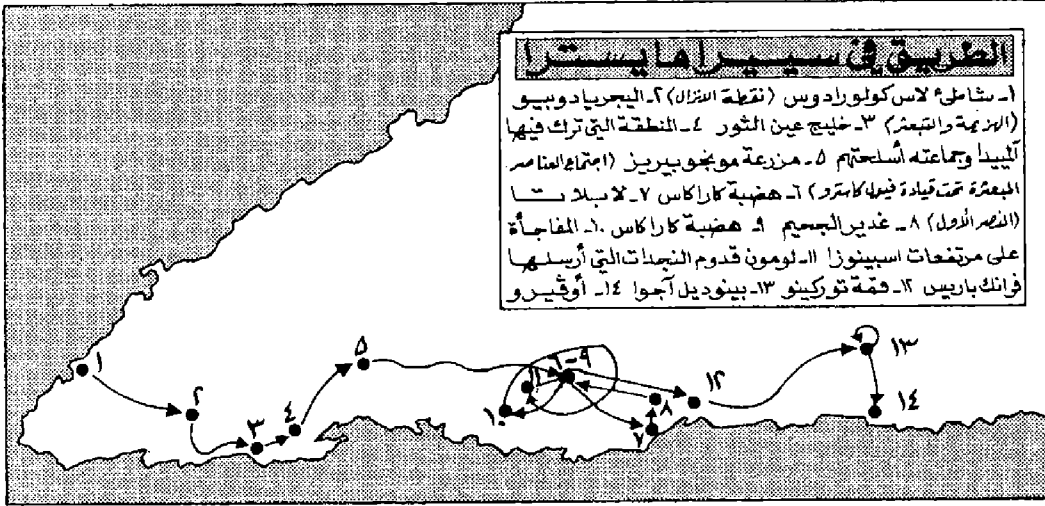 الطريق في سييرا مايسترا
١- شاطئ لاس كولورادوس (نقطة الانزال) ٢- اليجريا دوبيو
(الهزيمة والتبعثر) ٣- خليج عين الثور ٤- المنطقة التي ترك فيها
آلميدا وجماعته أسلحتهم ٥- مزرعة مونجو بيريز (اجتماع العناصر
المبعثرة تحت قيادة فيدل كاسترو) ٦- هضبة كاراكاس ٧- لا بلاتا
(النصر الأول) ٨- غدير الجحيم ٩- هضبة كاراكاس ١٠- المفاجأة
على مرتفعات اسبينوزا ١١- لومون قدوم النجدات التي أرسلها
فرانك باريس ١٢- قمة توركينو ١٣- بينو ديل آجوا ١٤- أوفيرو
١
٢
٣
٤
٥
٦-٩
١١
١٠
٧
٨
١٢
١٣
١٤